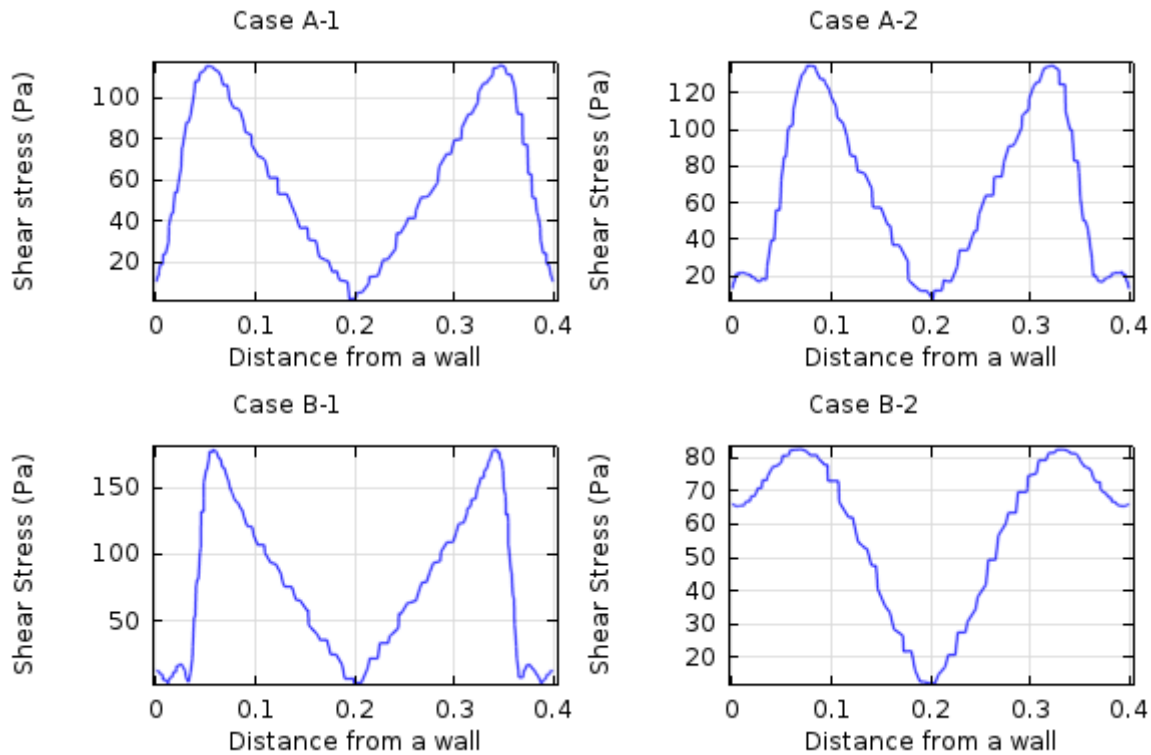 Case A-1
Shear stress (Pa)
100
80
60
40
20
0 0.1 0.2 0.3 0.4
Distance from a wall
Case A-2
Shear Stress (Pa)
120
100
80
60
40
20
0 0.1 0.2 0.3 0.4
Distance from a wall
Case B-1
Shear Stress (Pa)
150
100
50
0 0.1 0.2 0.3 0.4
Distance from a wall
Case B-2
Shear Stress (Pa)
80
70
60
50
40
30
20
0 0.1 0.2 0.3 0.4
Distance from a wall